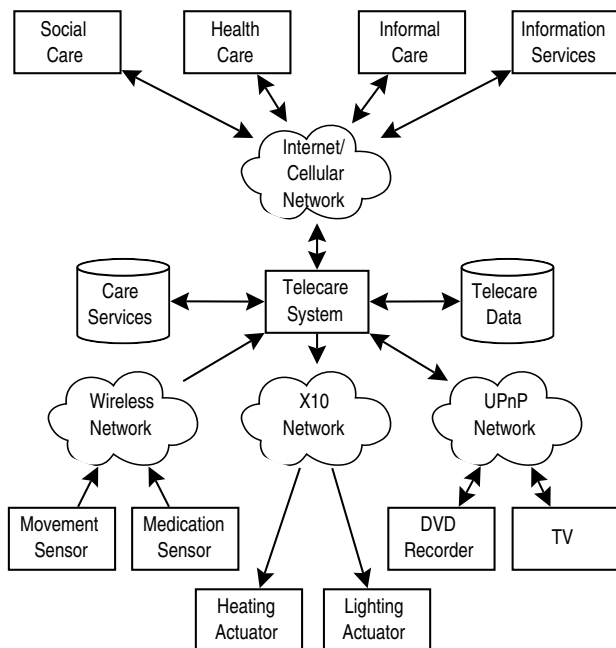 Social
Care
Health
Care
Informal
Care
Information
Services
Internet/
Cellular
Network
Care
Services
Telecare
System
Telecare
Data
Wireless
Network
X10
Network
UPnP
Network
Movement
Sensor
Medication
Sensor
DVD
Recorder
TV
Heating
Actuator
Lighting
Actuator